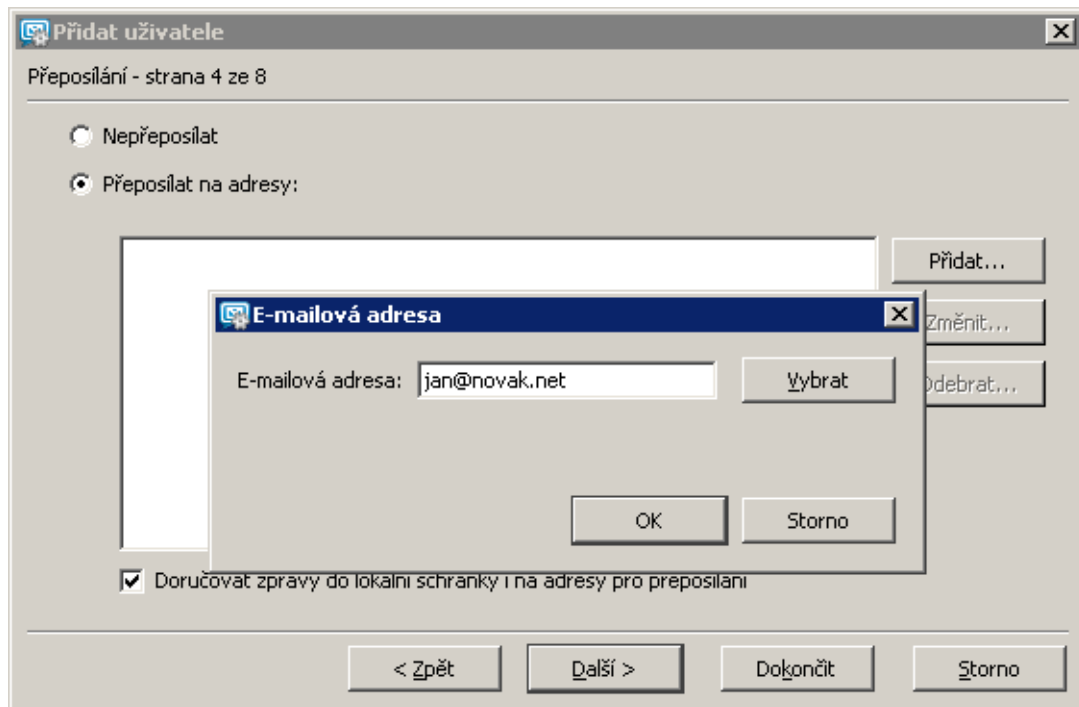 Přidat uživatele
Přeposílání - strana 4 ze 8
Nepřeposílat
Přeposílat na adresy:
Přidat...
E-mailová adresa
Změnit...
E-mailová adresa: jan@novak.net Vybrat
Odebrat...
OK Storno
Doručovat zprávy do lokální schránky i na adresy pro přeposílání
< Zpět Další > Dokončit Storno